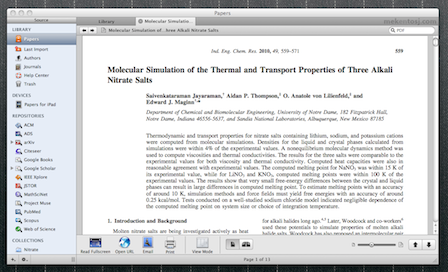 Papers
makeuseof.com
Source
Library
Molecular Simulatio...
LIBRARY
Papers
Last Import
Authors
Journals
Help Center
Trash
DEVICES
Papers for iPad
REPOSITORIES
ACM
ADS
arXiv
Citeseer
Google Books
Google Scholar
IEEE Xplore
JSTOR
MathSciNet
Project Muse
PubMed
Scopus
Web of Science
COLLECTIONS
Nitrate
Molecular Simulation of Three Alkali Nitrate Salts
PDF
Ind. Eng. Chem. Res. 2010, 49, 559–571
559
Molecular Simulation of the Thermal and Transport Properties of Three Alkali
Nitrate Salts
Saivenkataraman Jayaraman,† Aidan P. Thompson,‡ O. Anatole von Lilienfeld,‡ and
Edward J. Maginn*,†
Department of Chemical and Biomolecular Engineering, University of Notre Dame, 182 Fitzpatrick Hall,
Notre Dame, Indiana 46556-5637, and Sandia National Laboratories, Albuquerque, New Mexico 87185
Thermodynamic and transport properties for nitrate salts containing lithium, sodium, and potassium cations
were computed from molecular simulations. Densities for the liquid and crystal phases calculated from
simulations were within 4% of the experimental values. A nonequilibrium molecular dynamics method was
used to compute viscosities and thermal conductivities. The results for the three salts were comparable to the
experimental values for both viscosity and thermal conductivity. Computed heat capacities were also in
reasonable agreement with experimental values. The computed melting point for NaNO3 was within 15 K of
its experimental value, while for LiNO3 and KNO3 computed melting points were within 100 K of the
experimental values. The results show that very small free-energy differences between the crystal and liquid
phases can result in large differences in computed melting point. To estimate melting points with an accuracy
of around 10 K, simulation methods and force fields must yield free energies with an accuracy of around
0.25 kcal/mol. Tests conducted on a well-studied sodium chloride model indicated negligible dependence of
the computed melting point on system size or choice of integration temperature.
1. Introduction and Background
Molten nitrate salts are being investigated actively as heat
for alkali halides long ago. Later, Woodcock and co-workers
used these potentials to simulate properties of molten alkali
Read Fullscreen
Open URL
Email
Print
View Mode
Zoom
Page 1 of 13